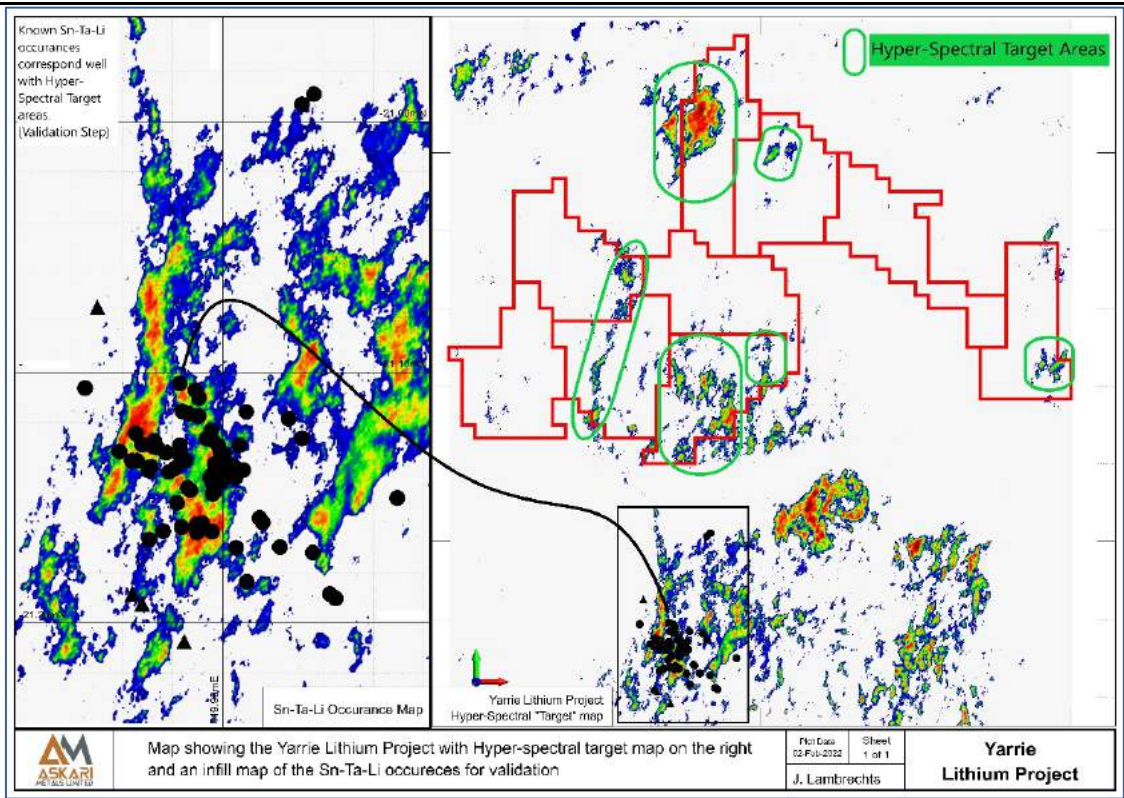 Known Sn-Ta-Li
occurances
correspond well
with Hyper-
Spectral Target
areas.
(Validation Step)
Hyper-Spectral Target Areas
Sn-Ta-Li Occurance Map
Yarrie Lithium Project
Hyper-Spectral "Target" map
ASKARI
METALS LIMITED
Map showing the Yarrie Lithium Project with Hyper-spectral target map on the right
and an infill map of the Sn-Ta-Li occureces for validation
Plot Date
02-Feb-2022
Sheet
1 of 1
J. Lambrechts
Yarrie
Lithium Project